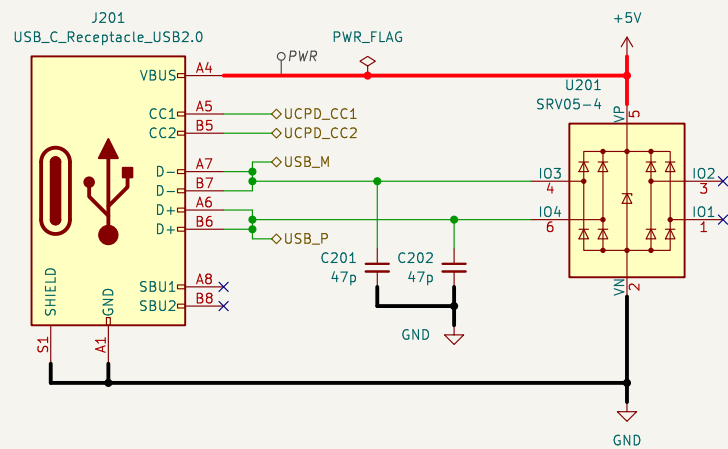 J201
USB_C_Receptacle_USB2.0
PWR
PWR_FLAG
+5V
VBUS
A4
U201
SRV05-4
VP
5
CC1
A5
UCPD_CC1
CC2
B5
UCPD_CC2
D-
A7
USB_M
D-
B7
IO3
4
IO2
3
D+
A6
IO4
6
IO1
1
D+
B6
USB_P
C201
47p
C202
47p
SBU1
A8
SBU2
B8
SHIELD
GND
VN
2
S1
A1
GND
GND